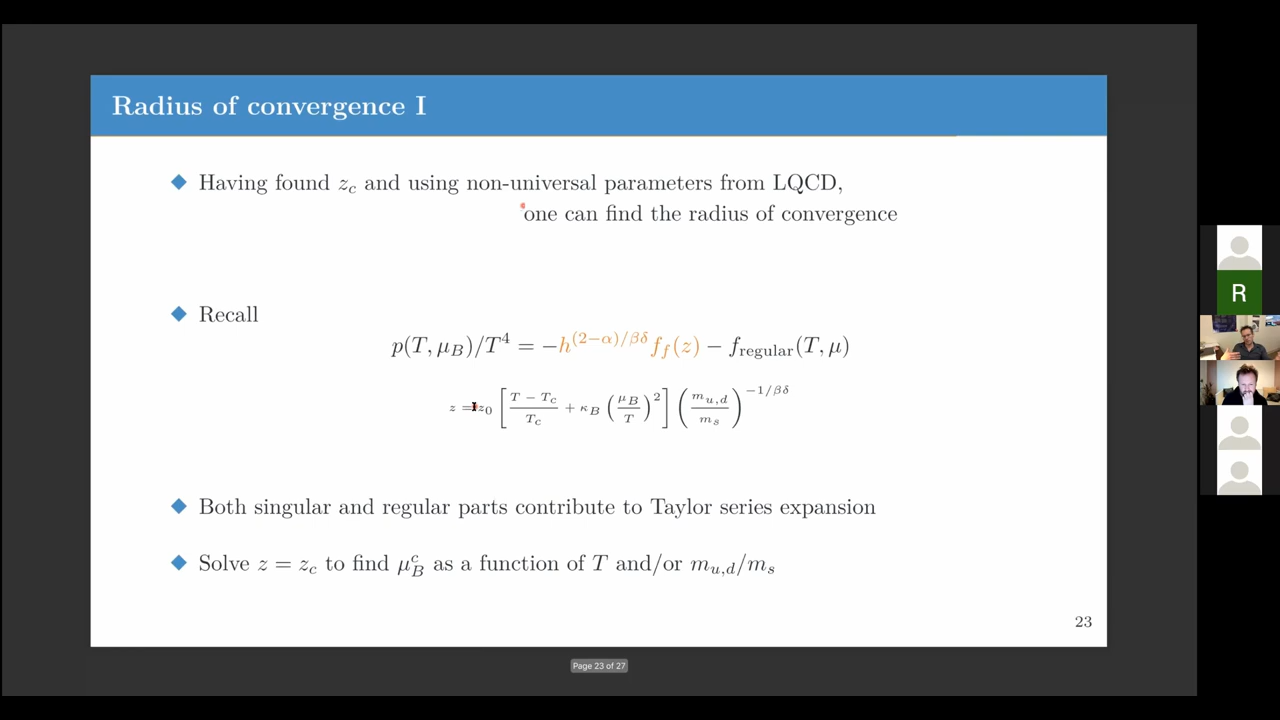 Radius of convergence I
◆ Having found z_c and using non-universal parameters from LQCD,
one can find the radius of convergence
◆ Recall
p(T, μ_B)/T^4 = −h^{(2−α)/βδ} f_f(z) − f_regular(T, μ)
z = z_0 [ (T − T_c)/T_c + κ_B (μ_B/T)^2 ] (m_{u,d}/m_s)^{−1/βδ}
◆ Both singular and regular parts contribute to Taylor series expansion
◆ Solve z = z_c to find μ_B^c as a function of T and/or m_{u,d}/m_s
23
Page 23 of 27
R